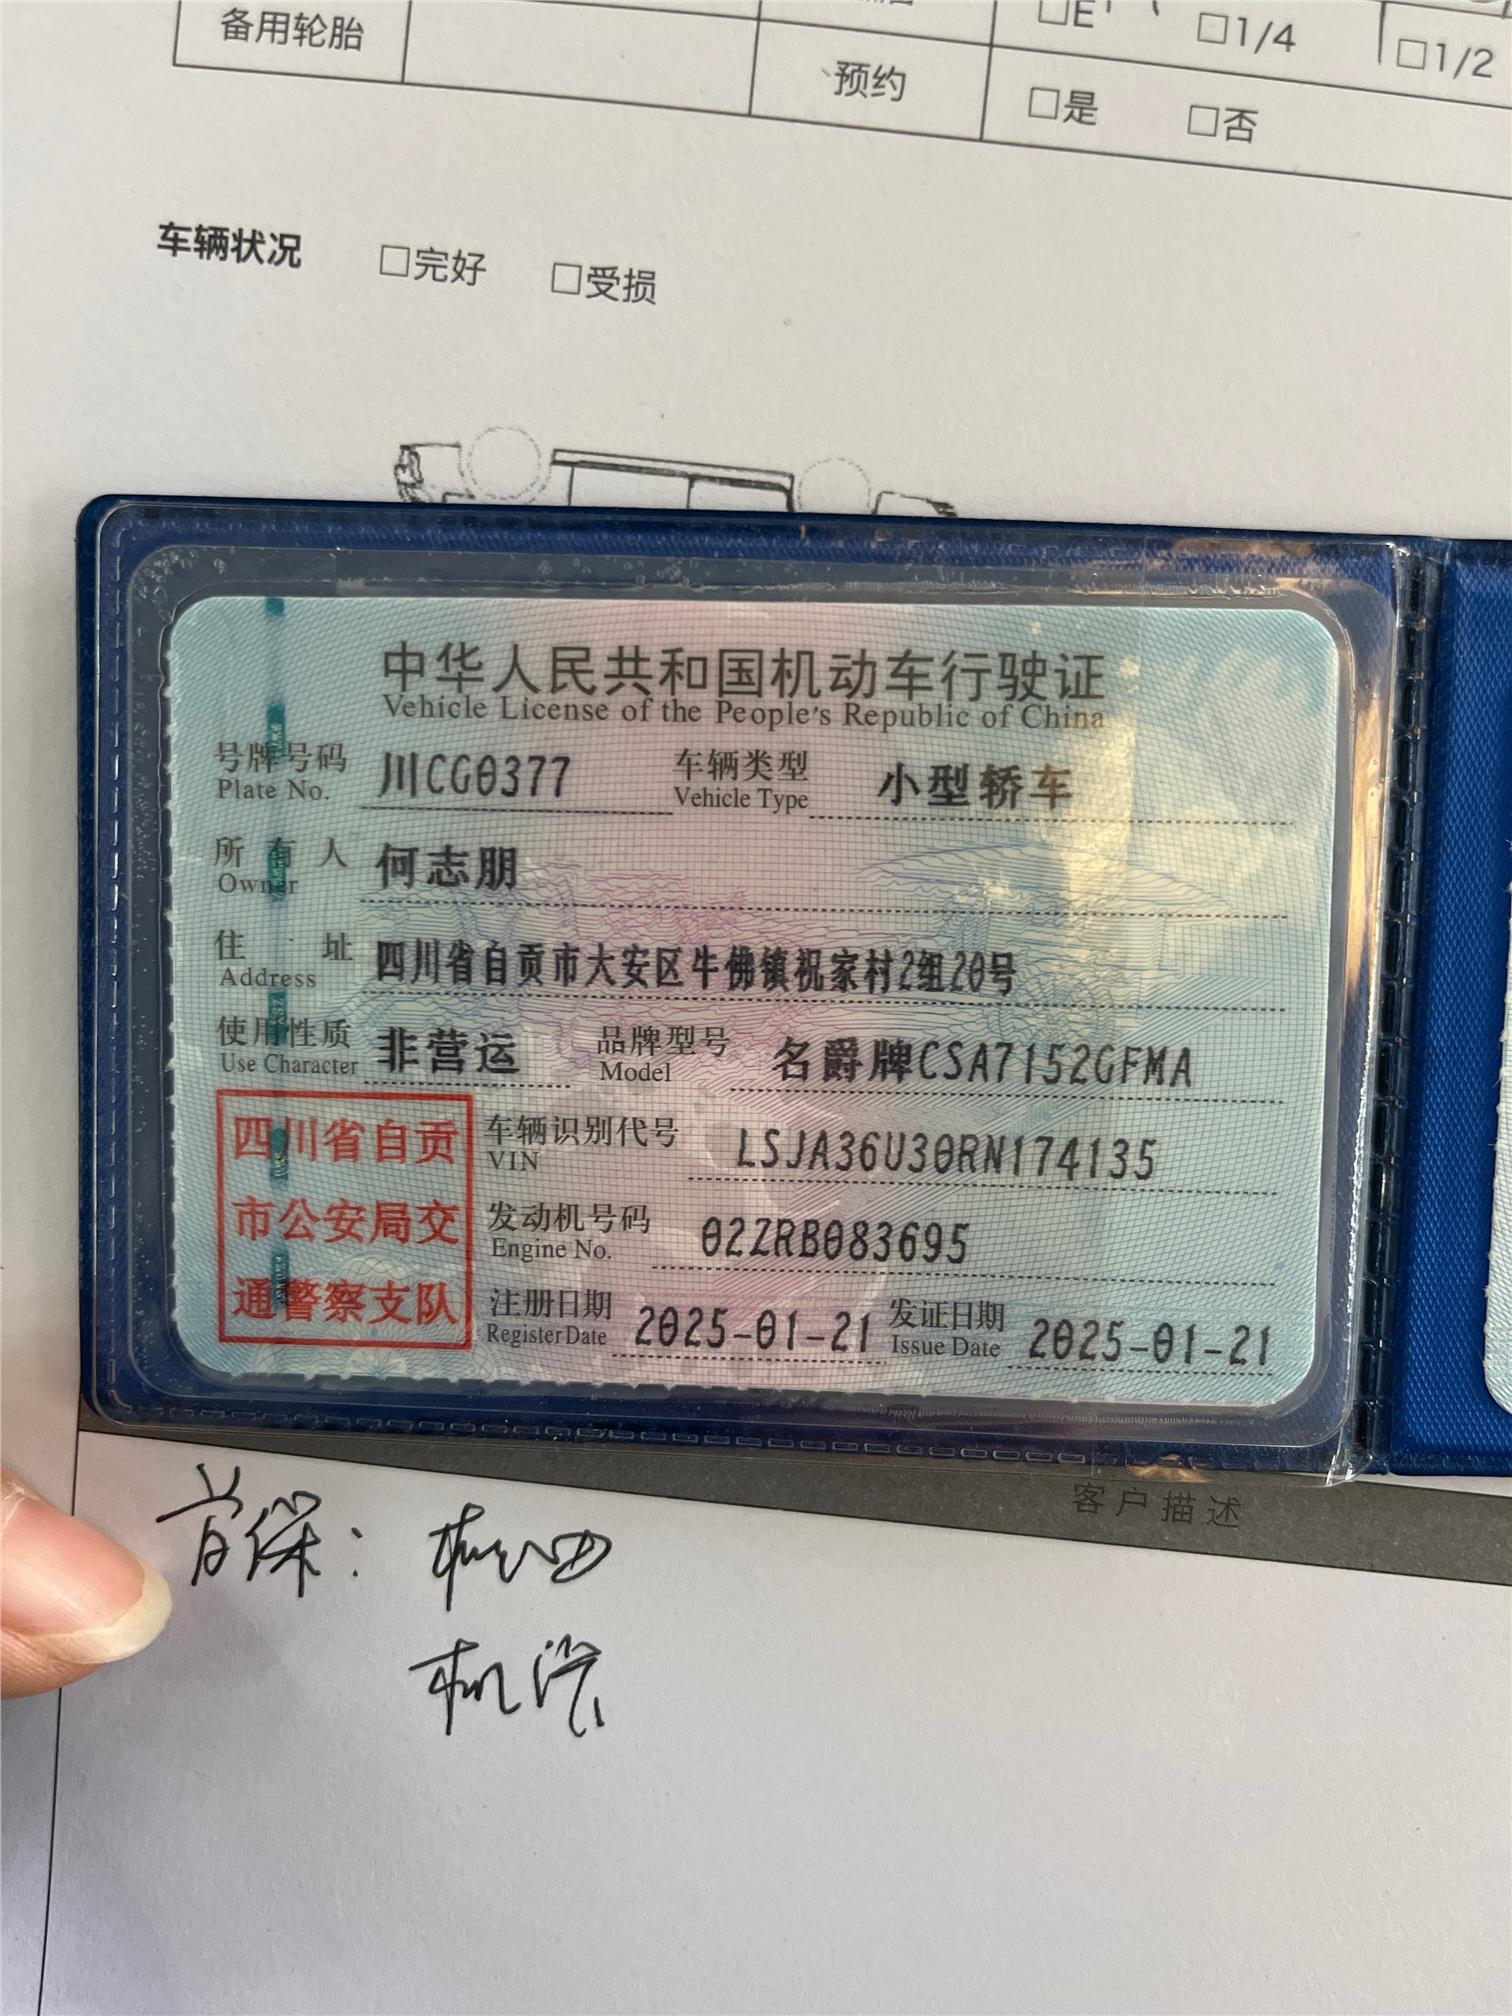 备用轮胎
□E □1/4 □1/2
预约 □是 □否
车辆状况 □完好 □受损
中华人民共和国机动车行驶证
Vehicle License of the People's Republic of China
号牌号码 川CG0377 车辆类型 小型轿车
Plate No. Vehicle Type
所有人 何志朋
Owner
住址 四川省自贡市大安区牛佛镇祝家村2组20号
Address
使用性质 非营运 品牌型号 名爵牌CSA7152GFMA
Use Character Model
四川省自贡
市公安局交
通警察支队
车辆识别代号 LSJA36U30RN174135
VIN
发动机号码 02ZRB083695
Engine No.
注册日期 2025-01-21 发证日期 2025-01-21
Register Date Issue Date
客户描述
首保：机油
机滤